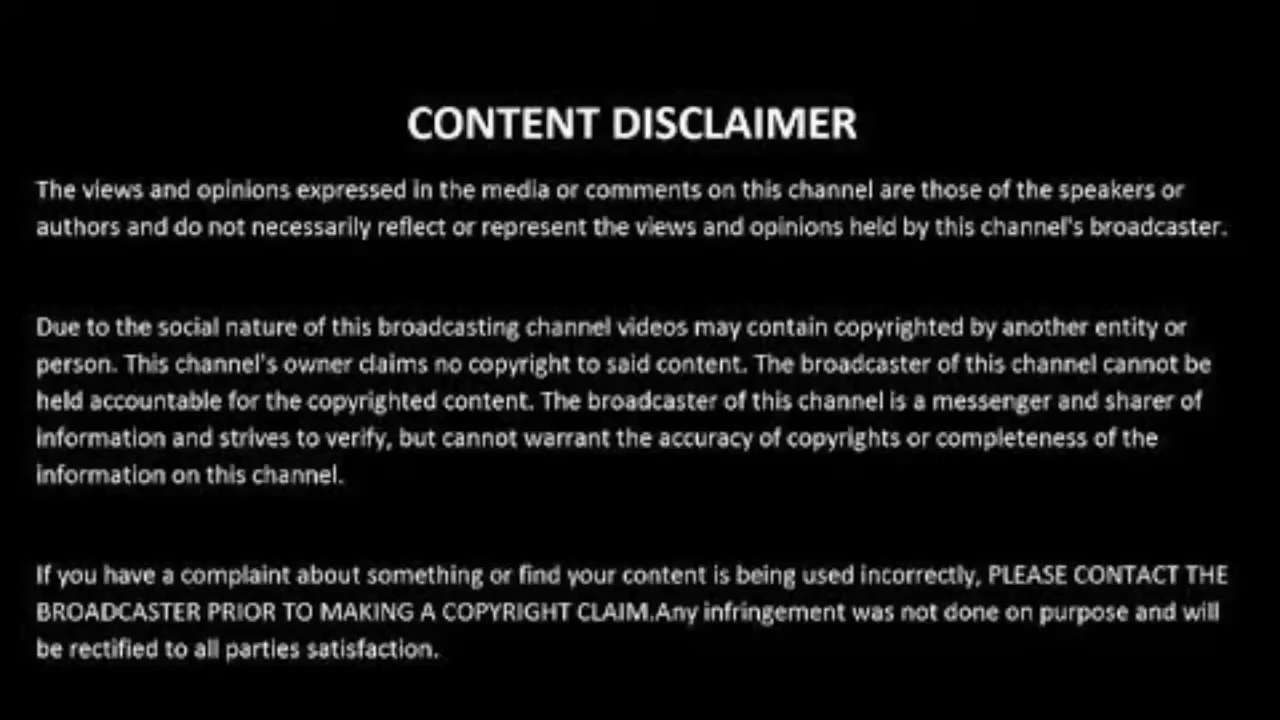 CONTENT DISCLAIMER
The views and opinions expressed in the media or comments on this channel are those of the speakers or
authors and do not necessarily reflect or represent the views and opinions held by this channel's broadcaster.
Due to the social nature of this broadcasting channel videos may contain copyrighted by another entity or
person. This channel's owner claims no copyright to said content. The broadcaster of this channel cannot be
held accountable for the copyrighted content. The broadcaster of this channel is a messenger and sharer of
information and strives to verify, but cannot warrant the accuracy of copyrights or completeness of the
information on this channel.
If you have a complaint about something or find your content is being used incorrectly, PLEASE CONTACT THE
BROADCASTER PRIOR TO MAKING A COPYRIGHT CLAIM.Any infringement was not done on purpose and will
be rectified to all parties satisfaction.